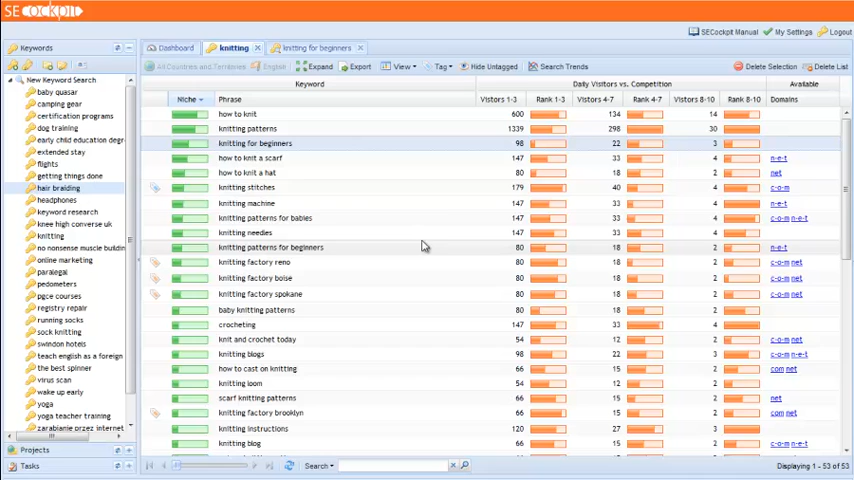 SECockpit
Keywords
Dashboard
knitting
knitting for beginners
SECockpit Manual
My Settings
Logout
All Countries and Territories
English
Expand
Export
View
Tag
Hide Untagged
Search Trends
Delete Selection
Delete List
New Keyword Search
baby quasar
camping gear
certification programs
dog training
early child education degr
extended stay
flights
getting things done
hair braiding
headphones
keyword research
knee high converse uk
knitting
no nonsense muscle buildin
online marketing
paralegal
pedometers
pgce courses
registry repair
running socks
sock knitting
swindon hotels
teach english as a foreign
the best spinner
virus scan
wake up early
yoga
yoga teacher training
zarabianie przez internet
Projects
Tasks
Keyword
Daily Visitors vs. Competition
Available
Niche
Phrase
Visitors 1-3
Rank 1-3
Visitors 4-7
Rank 4-7
Visitors 8-10
Rank 8-10
Domains
how to knit 600 134 14
knitting patterns 1339 298 30
knitting for beginners 98 22 3
how to knit a scarf 147 33 4 n-e-t
how to knit a hat 80 18 2 net
knitting stitches 179 40 4 c-o-m
knitting machine 147 33 4 n-e-t
knitting patterns for babies 147 33 4 c-o-m n-e-t
knitting needles 147 33 4
knitting patterns for beginners 80 18 2 n-e-t
knitting factory reno 80 18 2 c-o-m net
knitting factory boise 80 18 2 c-o-m net
knitting factory spokane 80 18 2 c-o-m net
baby knitting patterns 80 18 2
crocheting 147 33 4
knit and crochet today 54 12 2 c-o-m net
knitting blogs 98 22 3 c-o-m n-e-t
how to cast on knitting 66 15 2 com net
knitting loom 54 12 2
scarf knitting patterns 66 15 2 net
knitting factory brooklyn 66 15 2 com net
knitting instructions 120 27 3
knitting blog 66 15 2 c-o-m n-e-t
Search
Displaying 1 - 53 of 53